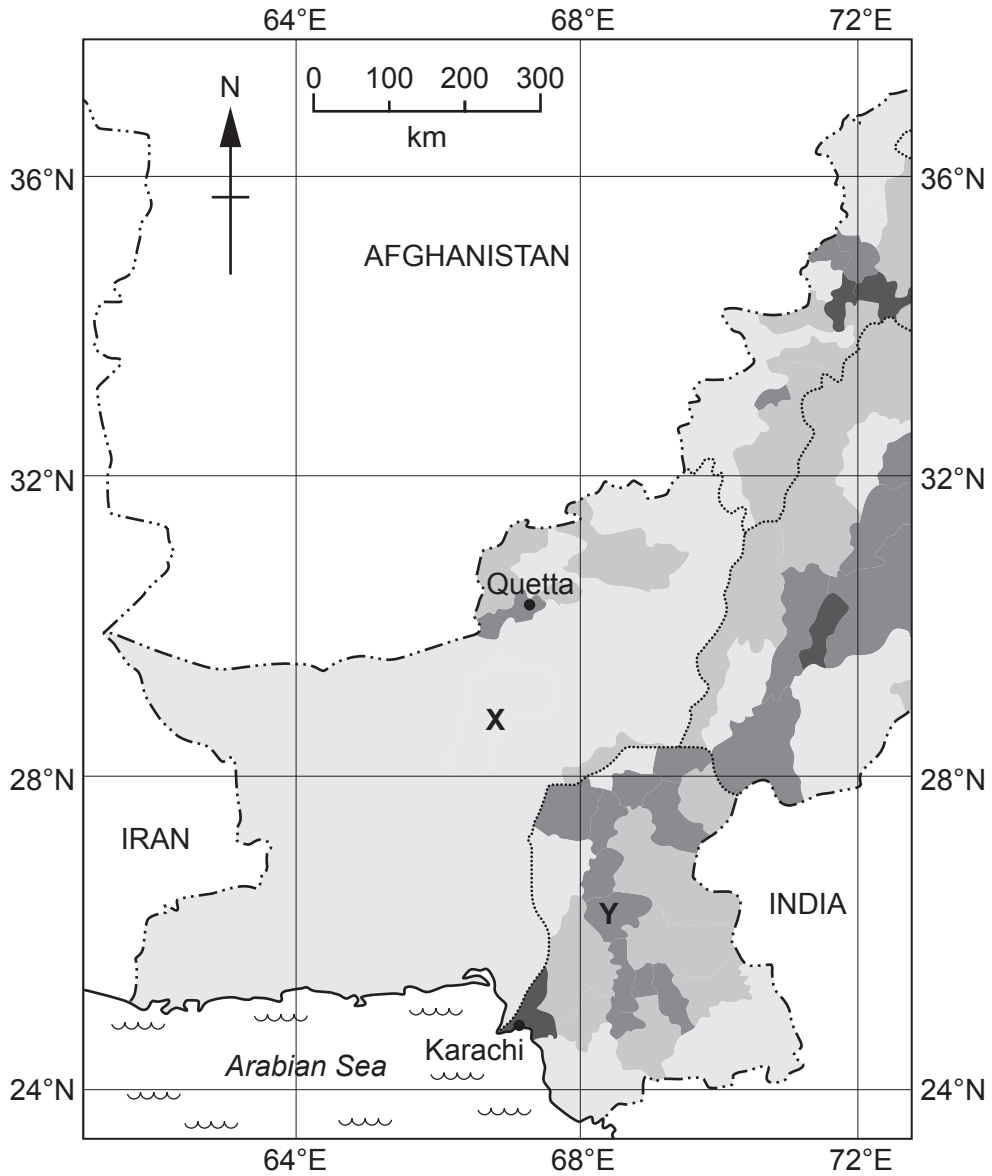 64°E 68°E 72°E
0 100 200 300
km
N
36°N 36°N
AFGHANISTAN
32°N 32°N
Quetta
X
28°N 28°N
IRAN
INDIA
Y
Karachi
Arabian Sea
24°N 24°N
64°E 68°E 72°E